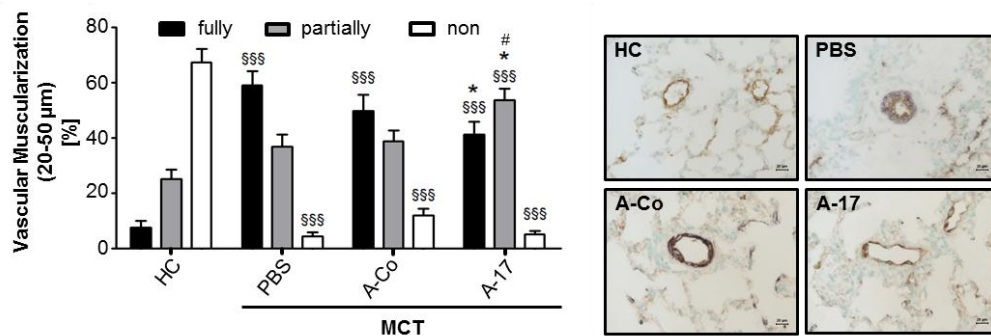 fully partially non
Vascular Muscularization
(20-50 µm)
[%]
80
60
40
20
0
§§§
§§§
§§§
§§§
*
§§§
#
*
§§§
§§§
HC
PBS
A-Co
A-17
MCT
HC
PBS
A-Co
A-17